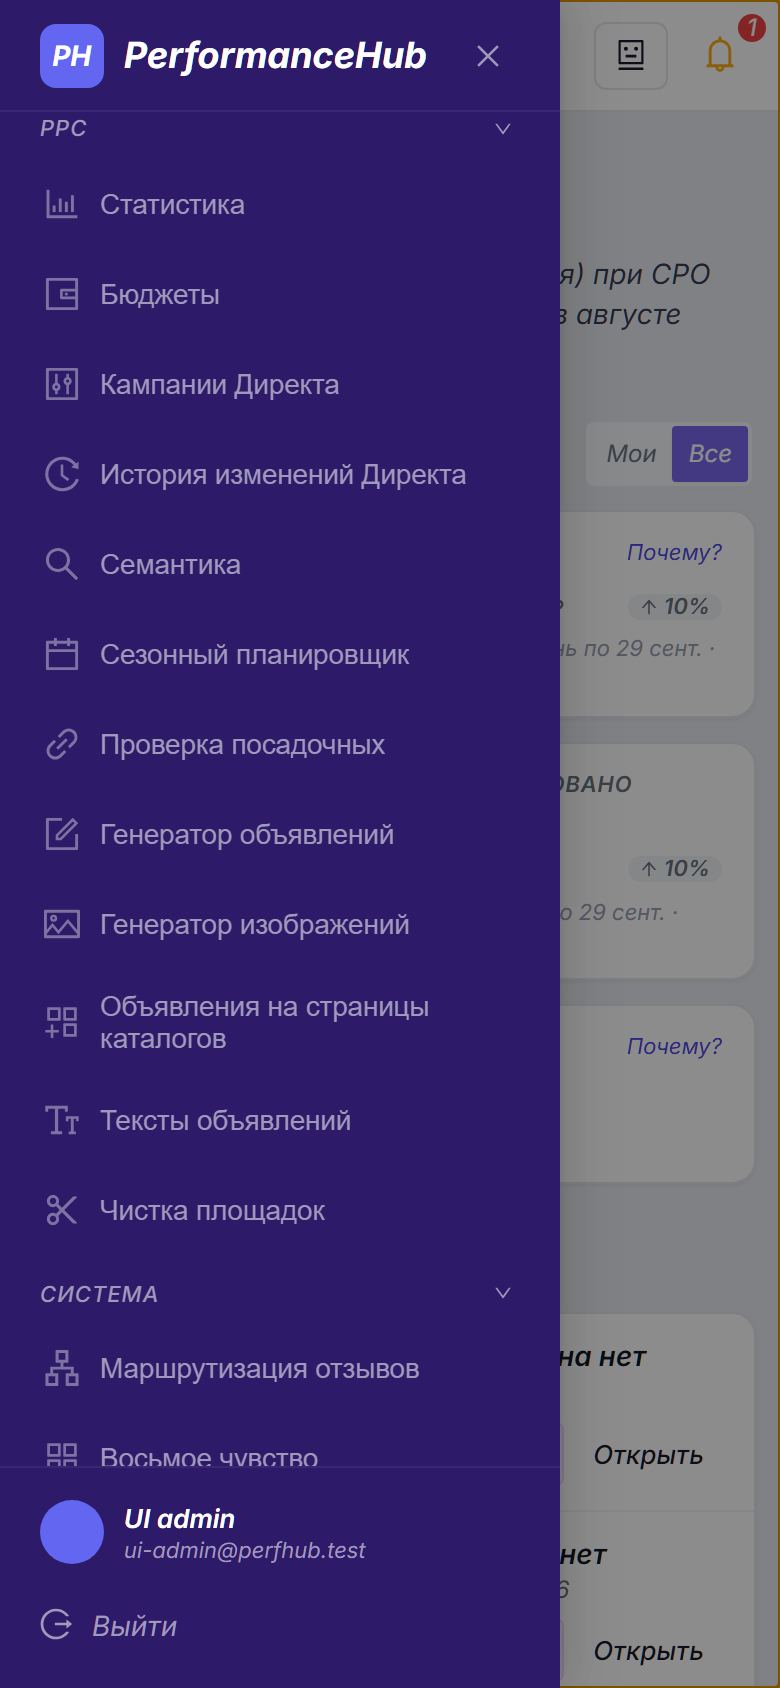 PH PerformanceHub
1
PPC
Статистика
Бюджеты
я) при CPO
в августе
Кампании Директа
Мои Все
История изменений Директа
Семантика
Почему?
10%
Сезонный планировщик
нь по 29 сент. ·
Проверка посадочных
ОВАНО
Генератор объявлений
10%
Генератор изображений
о 29 сент. ·
Объявления на страницы
каталогов
Почему?
Тексты объявлений
Чистка площадок
СИСТЕМА
Маршрутизация отзывов
на нет
Восьмое чувство
Открыть
UI admin
ui-admin@perfhub.test
нет
6
Выйти
Открыть